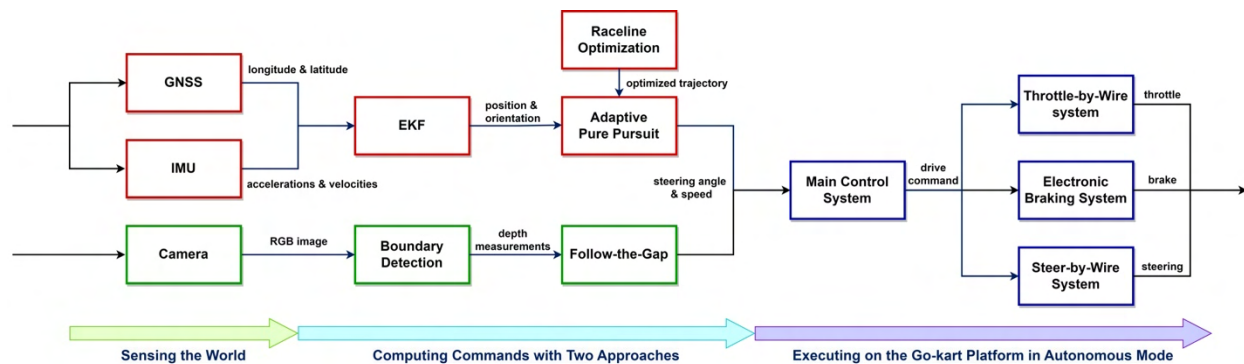 Raceline
Optimization
GNSS
longitude & latitude
optimized trajectory
EKF
position &
orientation
Adaptive
Pure Pursuit
IMU
accelerations & velocities
steering angle
& speed
Main Control
System
drive
command
Throttle-by-Wire
system
throttle
Electronic
Braking System
brake
Steer-by-Wire
System
steering
Camera
RGB image
Boundary
Detection
depth
measurements
Follow-the-Gap
Sensing the World
Computing Commands with Two Approaches
Executing on the Go-kart Platform in Autonomous Mode